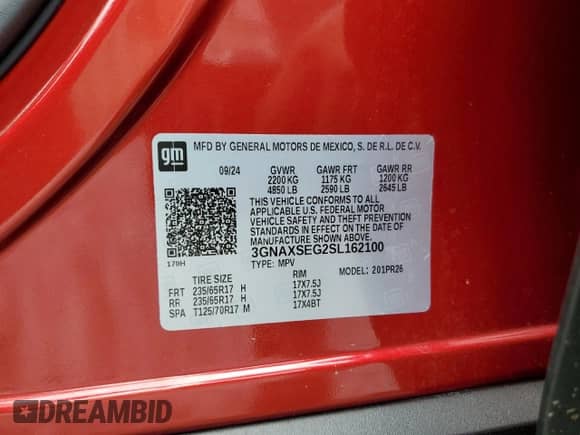 gm
MFD BY GENERAL MOTORS DE MEXICO, S. DE R.L. DE C.V.
09/24 GVWR GAWR FRT GAWR RR
2200 KG 1175 KG 1200 KG
4850 LB 2590 LB 2645 LB
THIS VEHICLE CONFORMS TO ALL
APPLICABLE U.S. FEDERAL MOTOR
VEHICLE SAFETY AND THEFT PREVENTION
STANDARDS IN EFFECT ON THE DATE OF
MANUFACTURE SHOWN ABOVE.
3GNAXSEG2SL162100
170H
TYPE: MPV MODEL: 201PR26
TIRE SIZE RIM
FRT 235/65R17 H 17X7.5J
RR 235/65R17 H 17X7.5J
SPA T125/70R17 M 17X4BT
DREAMBID